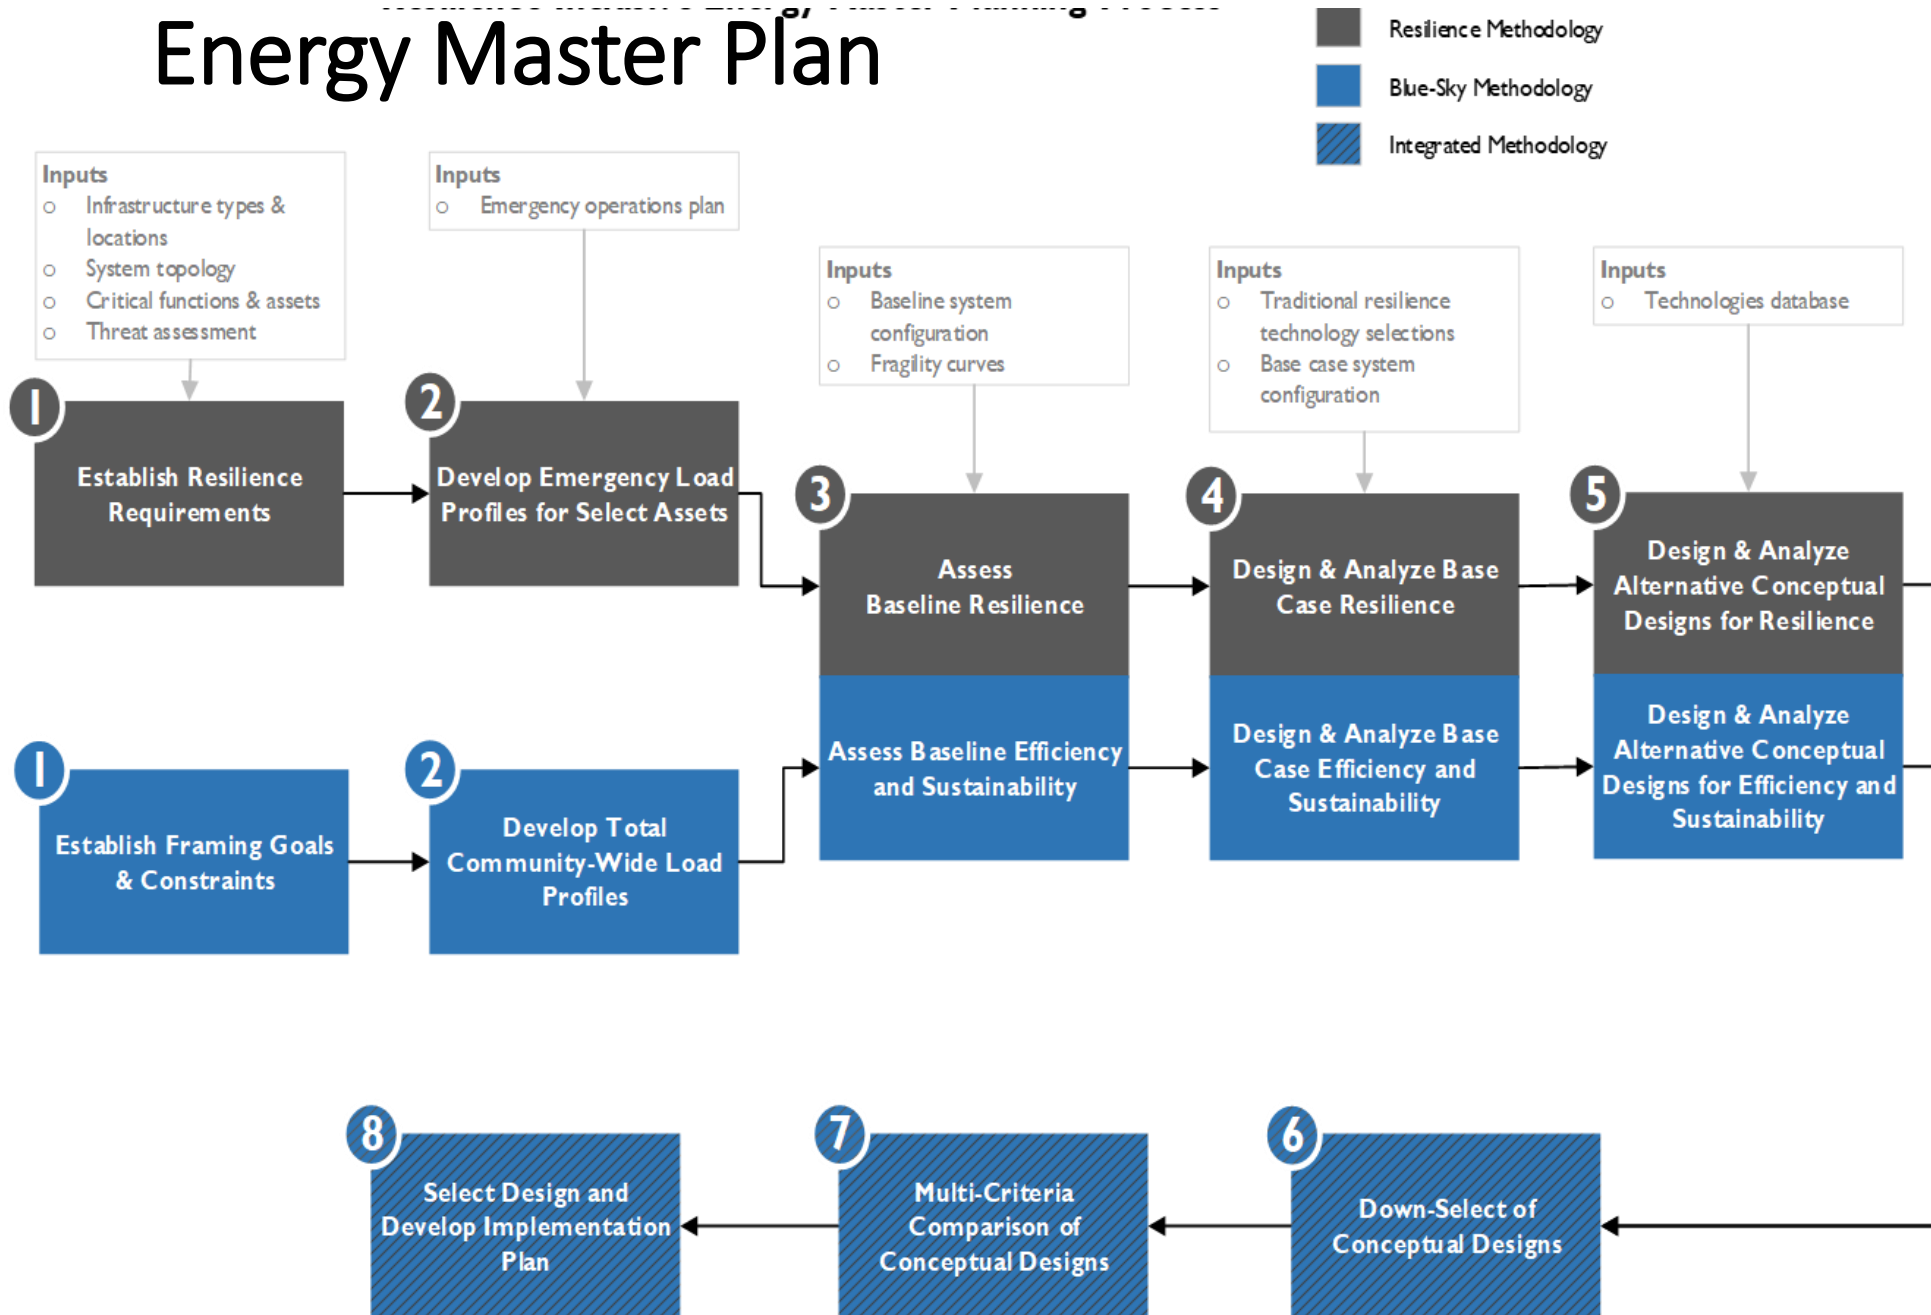 Energy Master Plan
Resilience Methodology
Blue-Sky Methodology
Integrated Methodology
Inputs
○ Infrastructure types &
locations
○ System topology
○ Critical functions & assets
○ Threat assessment
Inputs
○ Emergency operations plan
Inputs
○ Baseline system
configuration
○ Fragility curves
Inputs
○ Traditional resilience
technology selections
○ Base case system
configuration
Inputs
○ Technologies database
1
Establish Resilience
Requirements
2
Develop Emergency Load
Profiles for Select Assets
3
Assess
Baseline Resilience
4
Design & Analyze Base
Case Resilience
5
Design & Analyze
Alternative Conceptual
Designs for Resilience
1
Establish Framing Goals
& Constraints
2
Develop Total
Community-Wide Load
Profiles
Assess Baseline Efficiency
and Sustainability
Design & Analyze Base
Case Efficiency and
Sustainability
Design & Analyze
Alternative Conceptual
Designs for Efficiency and
Sustainability
8
Select Design and
Develop Implementation
Plan
7
Multi-Criteria
Comparison of
Conceptual Designs
6
Down-Select of
Conceptual Designs